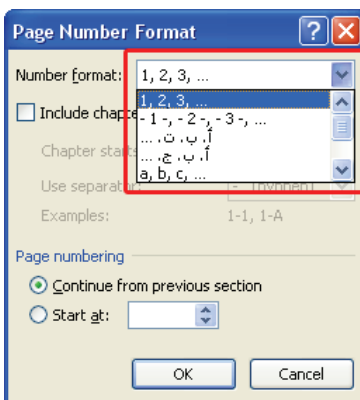 Page Number Format
Number format: 1, 2, 3, ...
1, 2, 3, ...
- 1 -, - 2 -, - 3 -, ...
أ، ب، ت، ...
أ، ب، ج، ...
a, b, c, ...
Include chapte
Chapter starts
Use separator: - (hyphen)
Examples: 1-1, 1-A
Page numbering
Continue from previous section
Start at:
OK Cancel